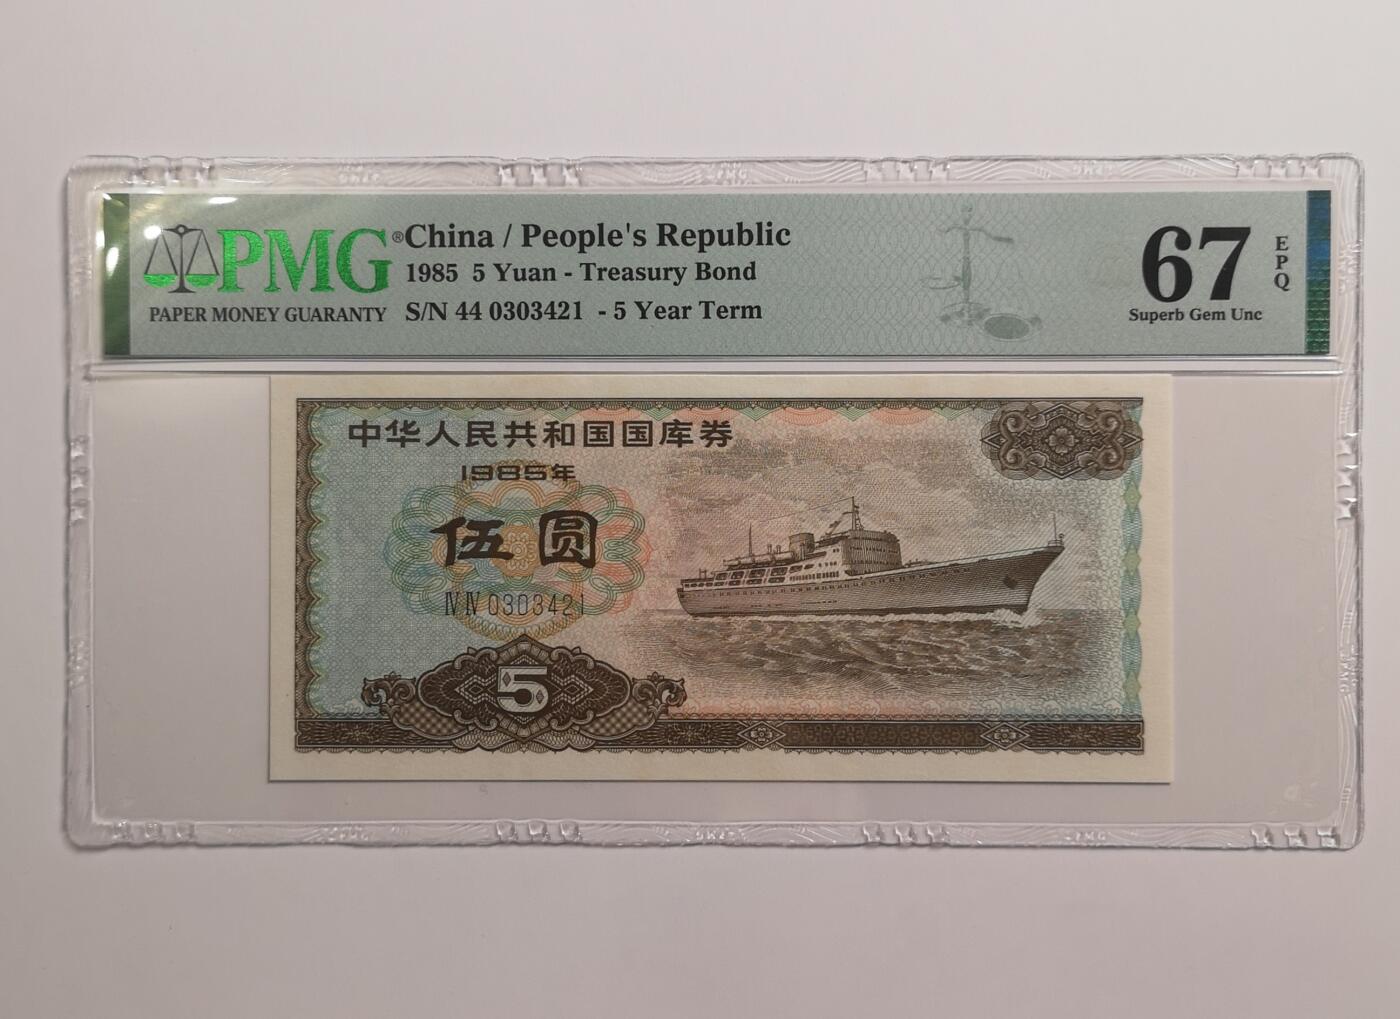 PMG®
PAPER MONEY GUARANTY
China / People's Republic
1985 5 Yuan - Treasury Bond
S/N 44 0303421 - 5 Year Term
67
EPQ
Superb Gem Unc
中华人民共和国国库券
1985年
伍圆
ⅣⅣ0303421
5